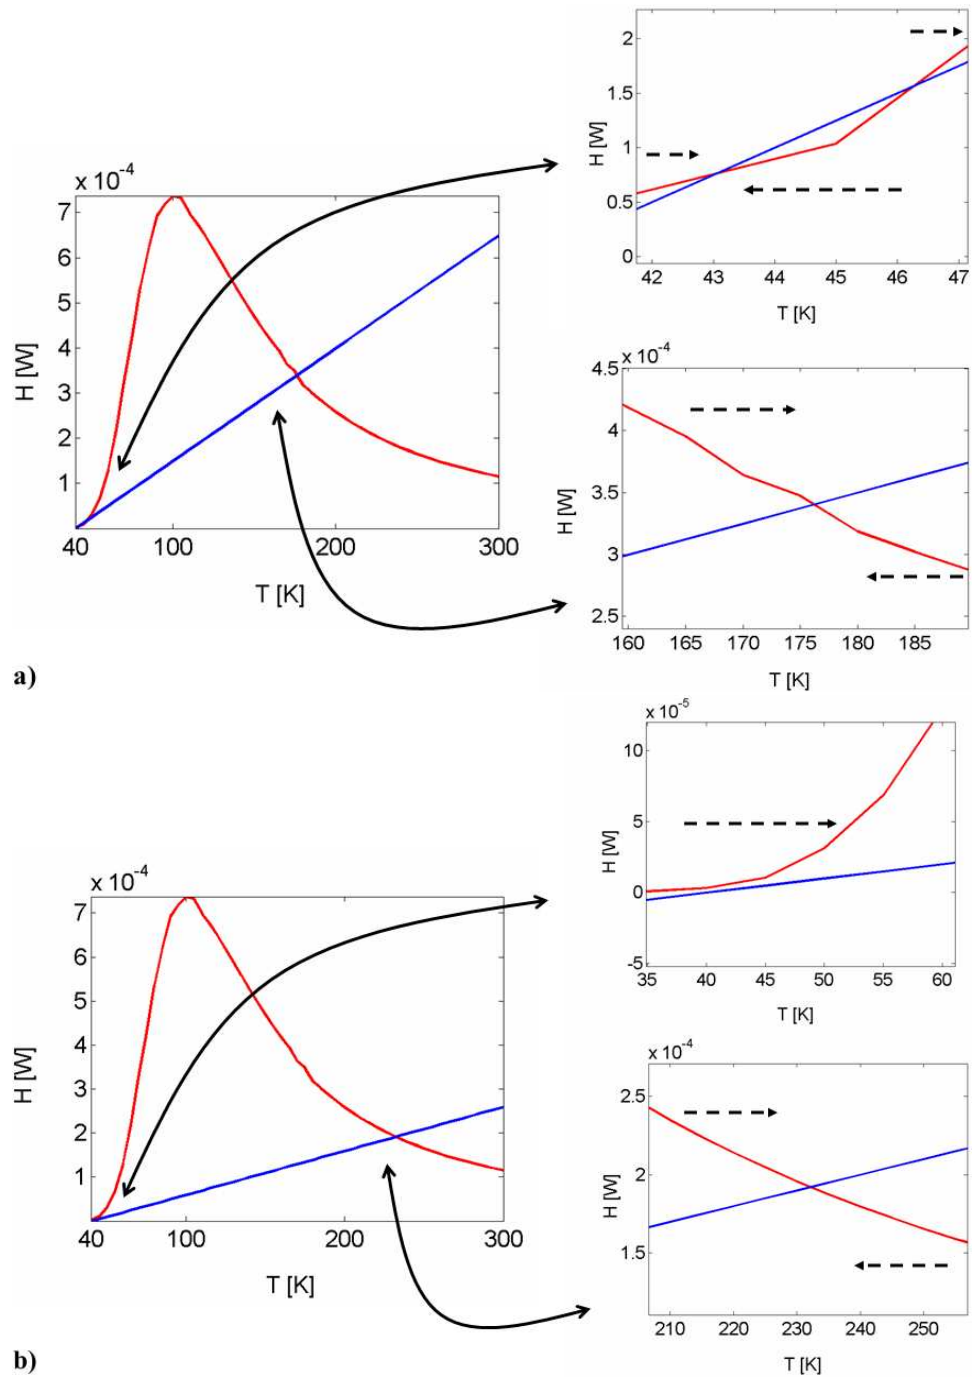 x 10⁻⁴
7
6
5
4
3
2
1
H [W]
40 100 200 300
T [K]
2
1.5
1
0.5
0
H [W]
42 43 44 45 46 47
T [K]
x 10⁻⁴
4.5
4
3.5
3
2.5
H [W]
160 165 170 175 180 185
T [K]
a)
x 10⁻⁵
10
5
0
-5
H [W]
35 40 45 50 55 60
T [K]
x 10⁻⁴
7
6
5
4
3
2
1
H [W]
40 100 200 300
T [K]
x 10⁻⁴
2.5
2
1.5
H [W]
210 220 230 240 250
T [K]
b)